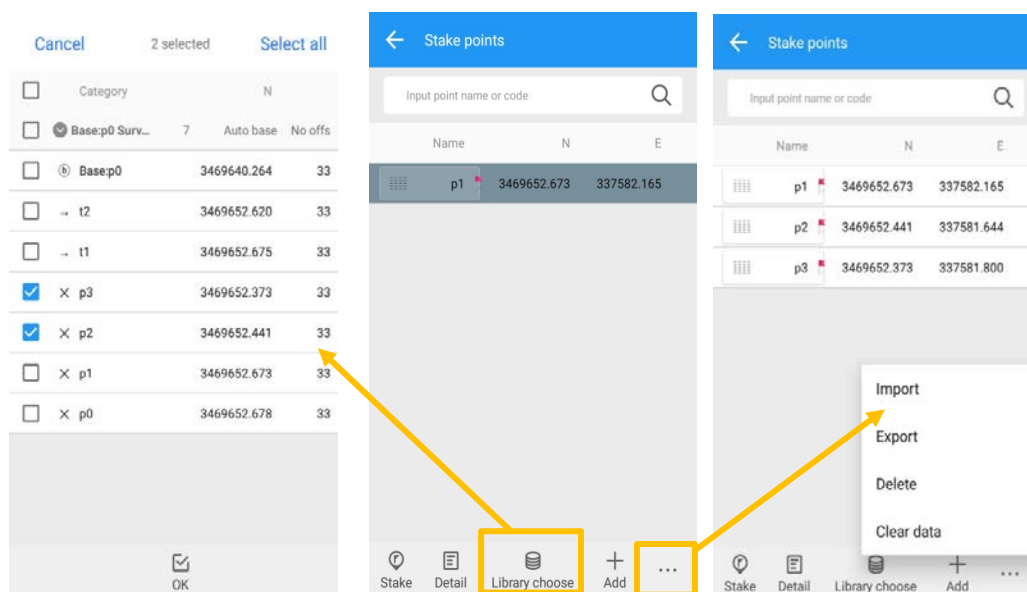 Cancel 2 selected Select all
Category N
Base:p0 Surv... 7 Auto base No offs
b Base:p0 3469640.264 33
→ t2 3469652.620 33
→ t1 3469652.675 33
× p3 3469652.373 33
× p2 3469652.441 33
× p1 3469652.673 33
× p0 3469652.678 33
OK
← Stake points
Input point name or code
Name N E
p1 3469652.673 337582.165
Stake Detail Library choose Add ...
← Stake points
Input point name or code
Name N E
p1 3469652.673 337582.165
p2 3469652.441 337581.644
p3 3469652.373 337581.800
Import
Export
Delete
Clear data
Stake Detail Library choose Add ...